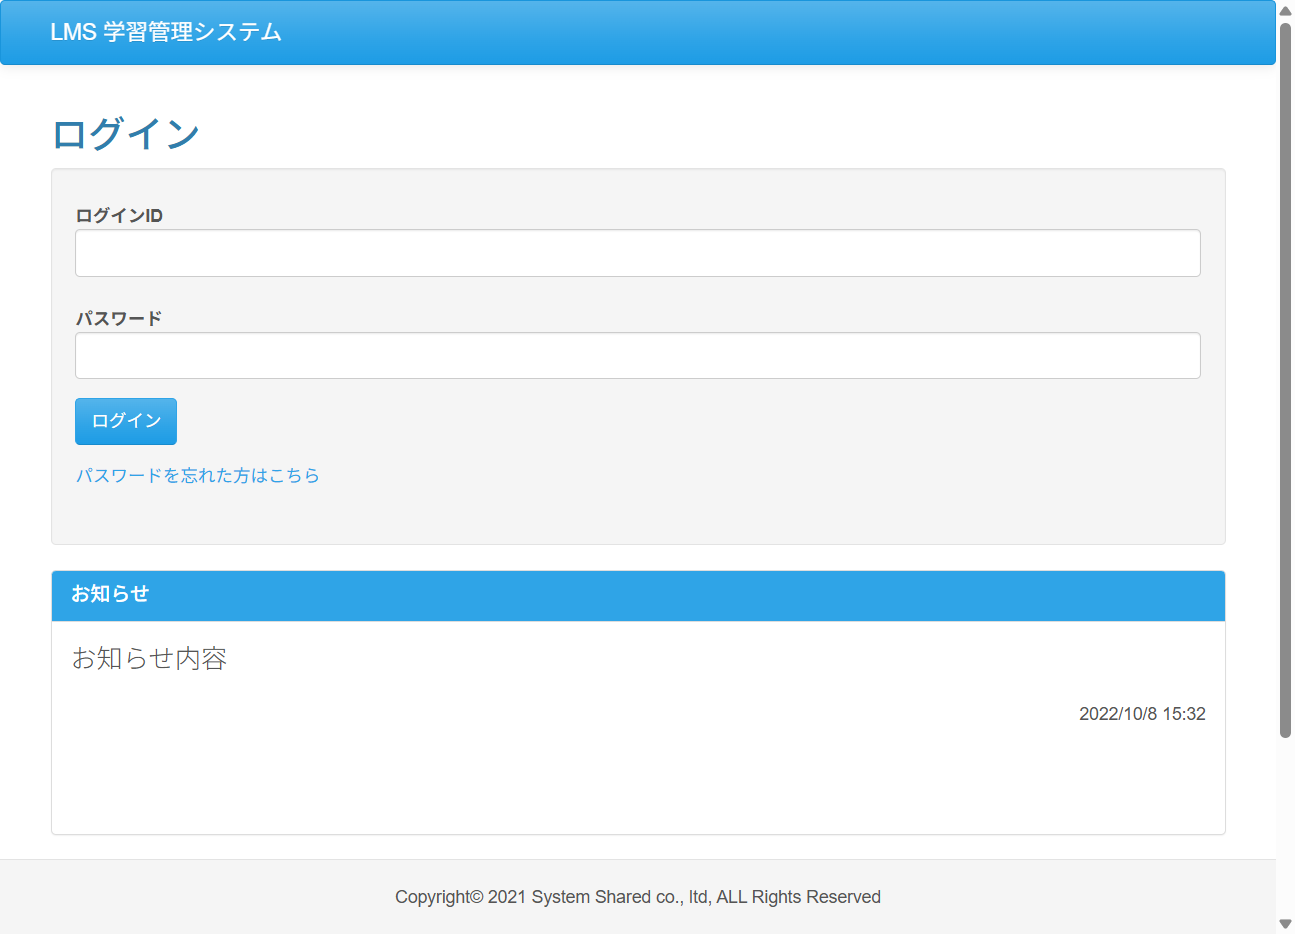 LMS 学習管理システム
ログイン
ログインID
パスワード
ログイン
パスワードを忘れた方はこちら
お知らせ
お知らせ内容
2022/10/8 15:32
Copyright© 2021 System Shared co., ltd, ALL Rights Reserved